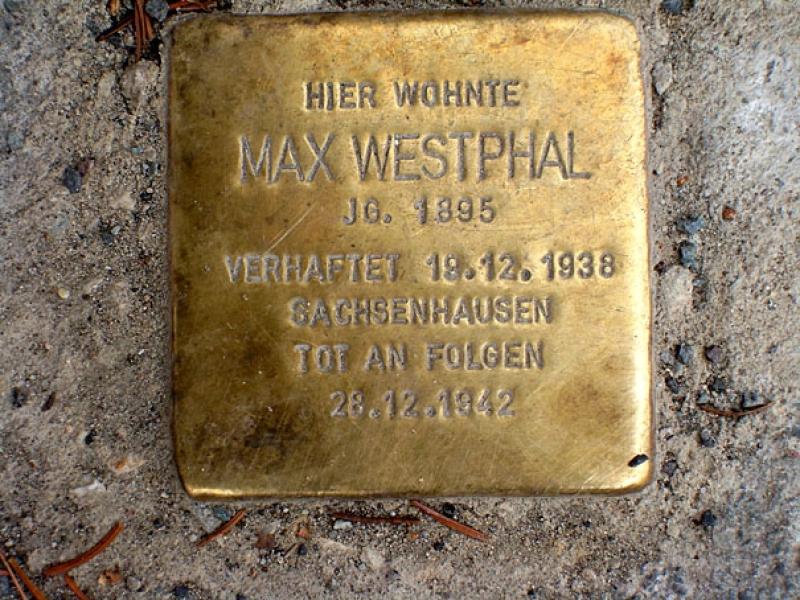 HIER WOHNTE
MAX WESTPHAL
JG. 1895
VERHAFTET 19.12.1938
SACHSENHAUSEN
TOT AN FOLGEN
28.12.1942